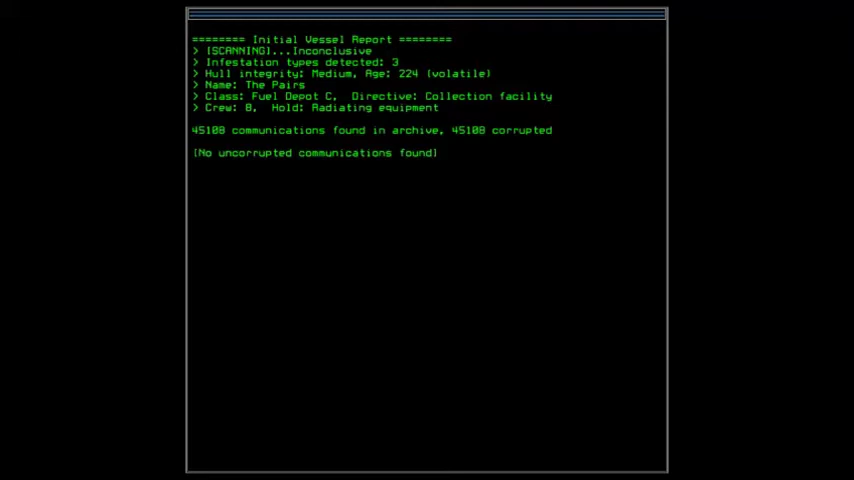 ======== Initial Vessel Report ========
> [SCANNING]...Inconclusive
> Infestation types detected: 3
> Hull integrity: Medium, Age: 224 (volatile)
> Name: The Pairs
> Class: Fuel Depot C,  Directive: Collection facility
> Crew: 8,  Hold: Radiating equipment
45108 communications found in archive, 45108 corrupted
[No uncorrupted communications found]